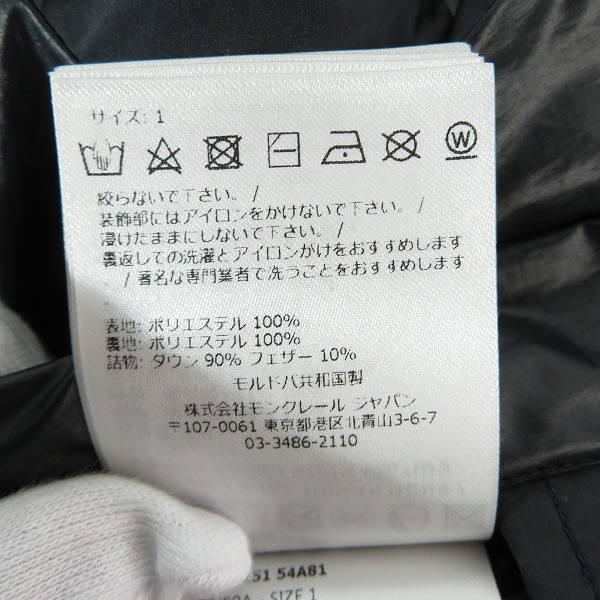 サイズ: 1
絞らないで下さい。/
装飾部にはアイロンをかけないで下さい。/
浸けたままにしないで下さい。/
裏返しての洗濯とアイロンがけをおすすめします
。/ 著名な専門業者で洗うことをおすすめします
。
表地: ポリエステル 100%
裏地: ポリエステル 100%
詰物: ダウン 90% フェザー 10%
モルドバ共和国製
株式会社モンクレール ジャパン
〒107-0061 東京都港区北青山3-6-7
03-3486-2110
51 54A81
SIZE 1